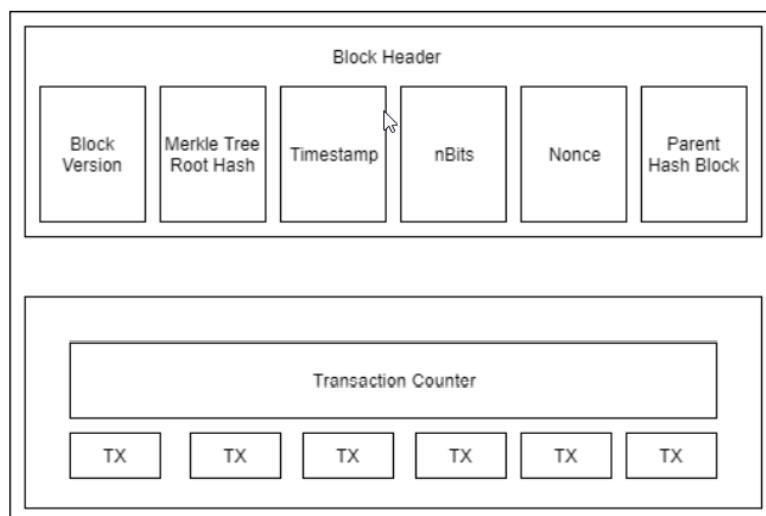 Block Header
Block
Version
Merkle Tree
Root Hash
Timestamp
nBits
Nonce
Parent
Hash Block
Transaction Counter
TX
TX
TX
TX
TX
TX